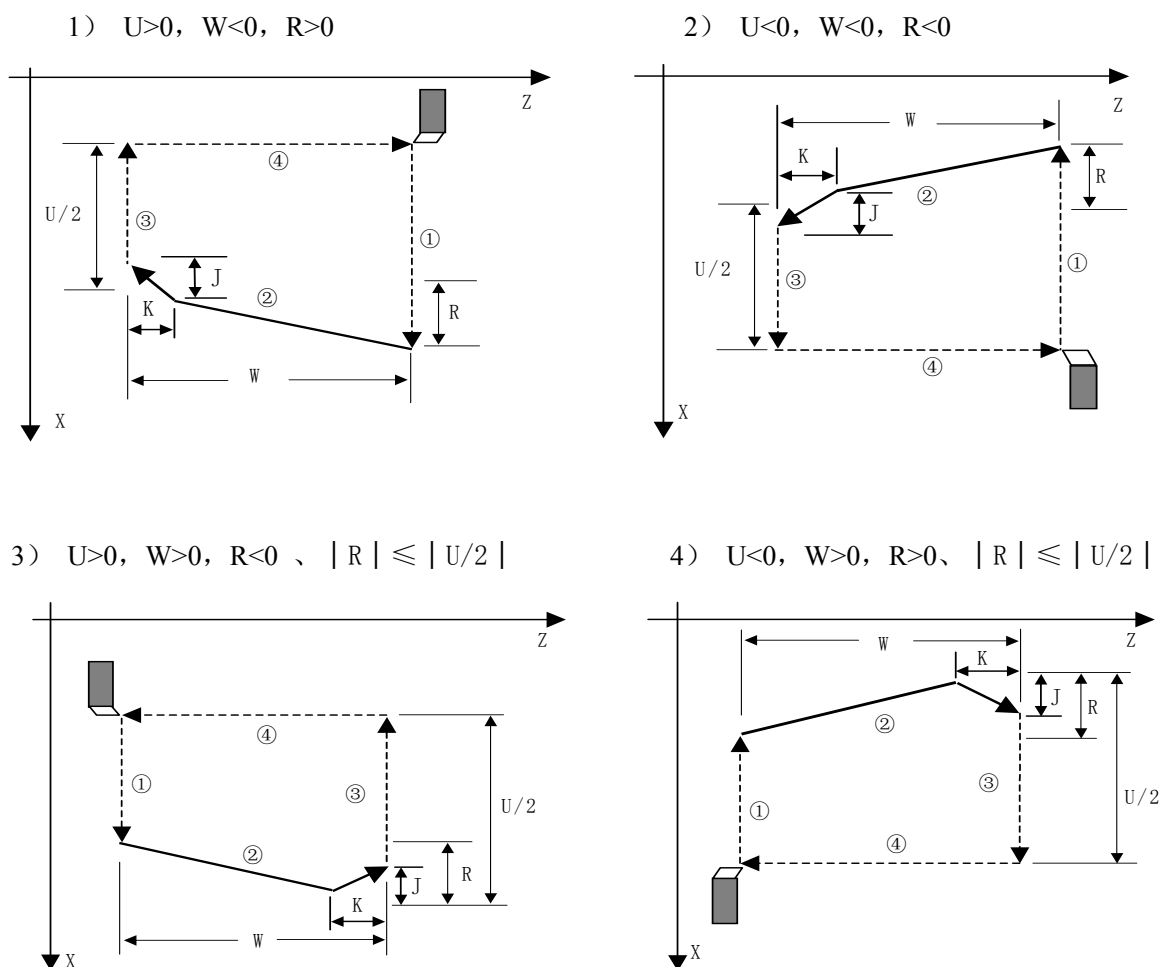 1） U>0，W<0，R>0
Z
④
U/2
③
①
J
K
②
R
W
X
2） U<0，W<0，R<0
Z
W
K
R
②
J
U/2
①
③
④
X
3） U>0，W>0，R<0 、｜R｜≤｜U/2｜
Z
④
①
③
U/2
②
R
J
K
W
X
4） U<0，W>0，R>0、｜R｜≤｜U/2｜
Z
W
K
J
R
②
③
U/2
①
④
X